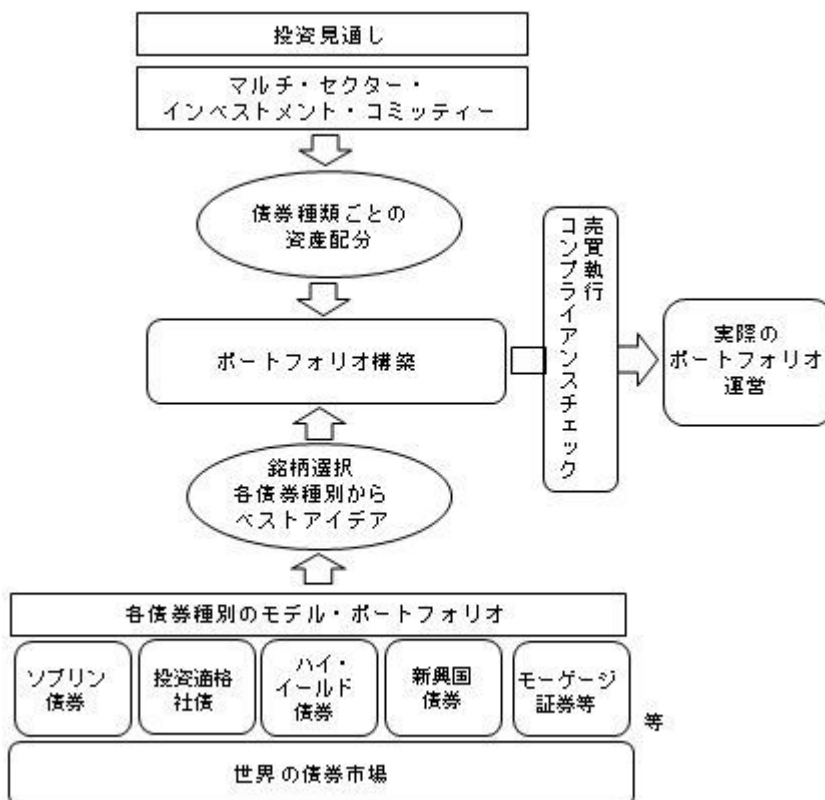 投資見通し
マルチ・セクター・
インベストメント・コミッティー
債券種類ごとの
資産配分
ポートフォリオ構築
売買執行
コンプライアンスチェック
実際の
ポートフォリオ
運営
銘柄選択
各債券種別から
ベストアイデア
各債券種別のモデル・ポートフォリオ
ソブリン
債券
投資適格
社債
ハイ・
イールド
債券
新興国
債券
モーゲージ
証券等
等
世界の債券市場